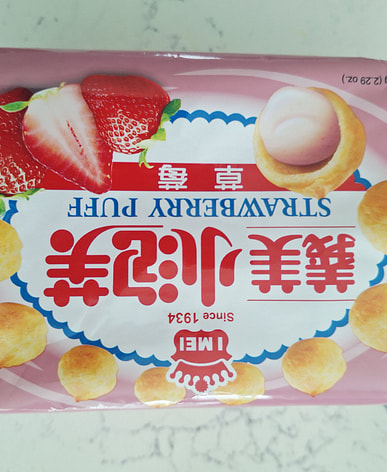 I MEI
Since 1934
義美小泡芙
STRAWBERRY PUFF
草莓
(2.29 oz.)